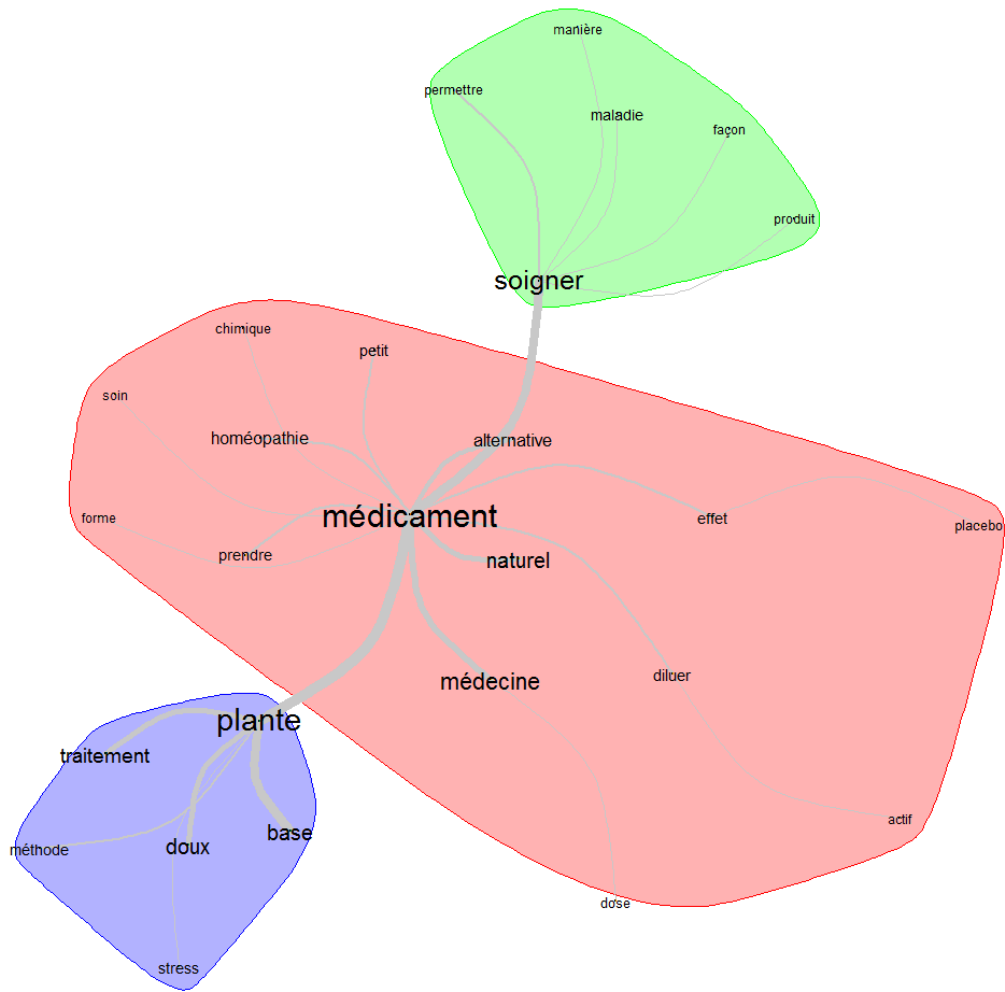 manière
permettre
maladie
façon
produit
soigner
chimique
petit
soin
homéopathie
alternative
médicament
forme
effet
placebo
prendre
naturel
diluer
médecine
plante
traitement
actif
base
doux
méthode
dose
stress